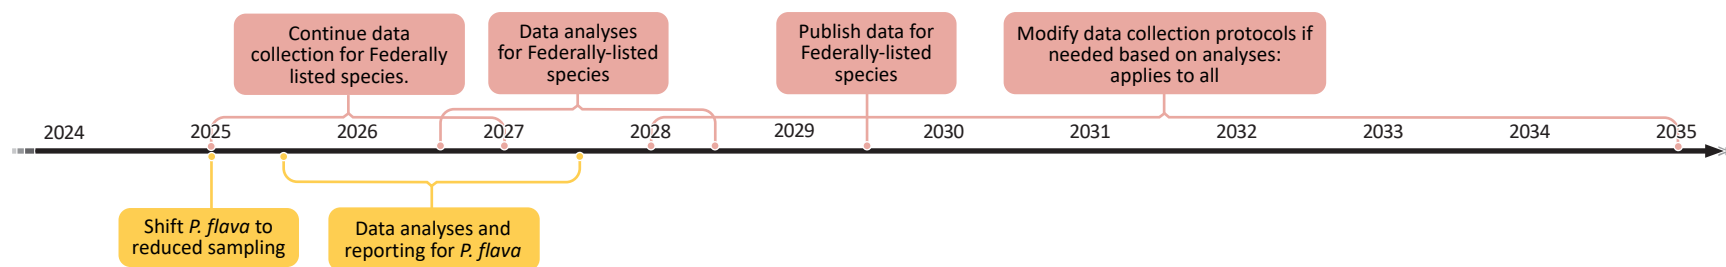 Continue data
collection for Federally
listed species.
Data analyses
for Federally-listed
species
Publish data for
Federally-listed
species
Modify data collection protocols if
needed based on analyses:
applies to all
2024 2025 2026 2027 2028 2029 2030 2031 2032 2033 2034 2035
Shift P. flava to
reduced sampling
Data analyses and
reporting for P. flava